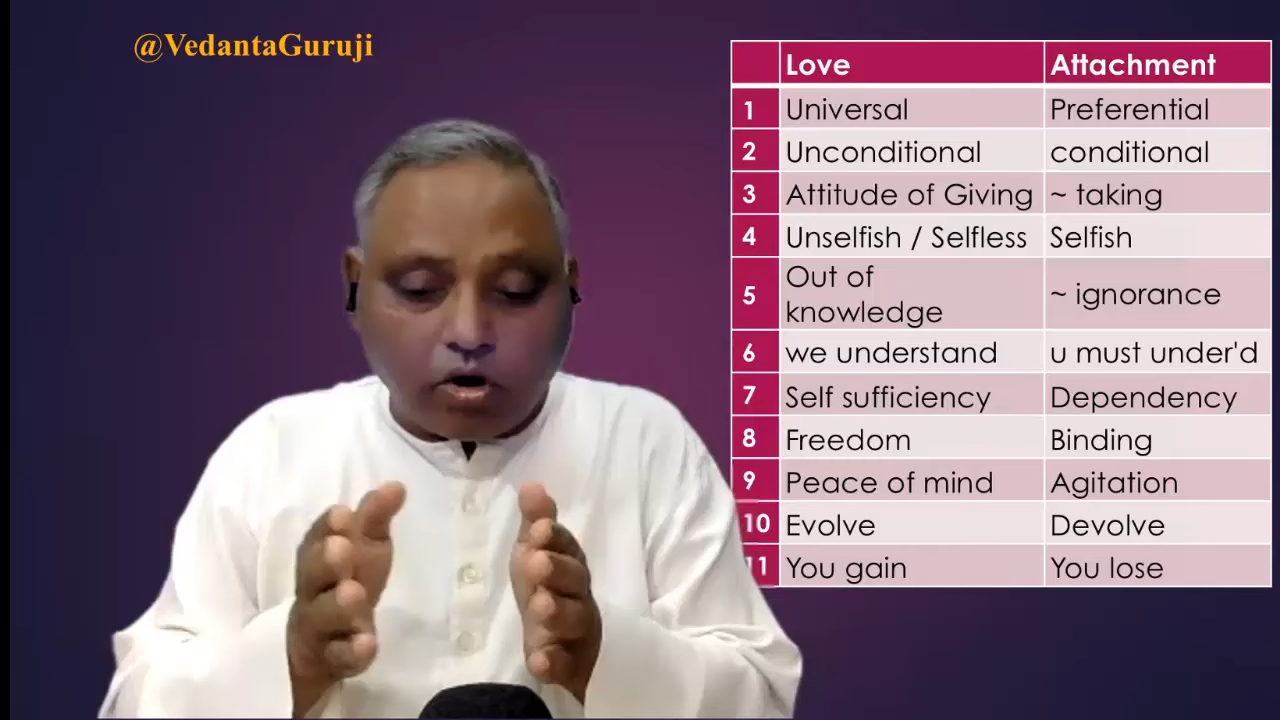 @VedantaGuruji
Love Attachment
1 Universal Preferential
2 Unconditional conditional
3 Attitude of Giving ~ taking
4 Unselfish / Selfless Selfish
5 Out of
knowledge ~ ignorance
6 we understand u must under'd
7 Self sufficiency Dependency
8 Freedom Binding
9 Peace of mind Agitation
10 Evolve Devolve
11 You gain You lose